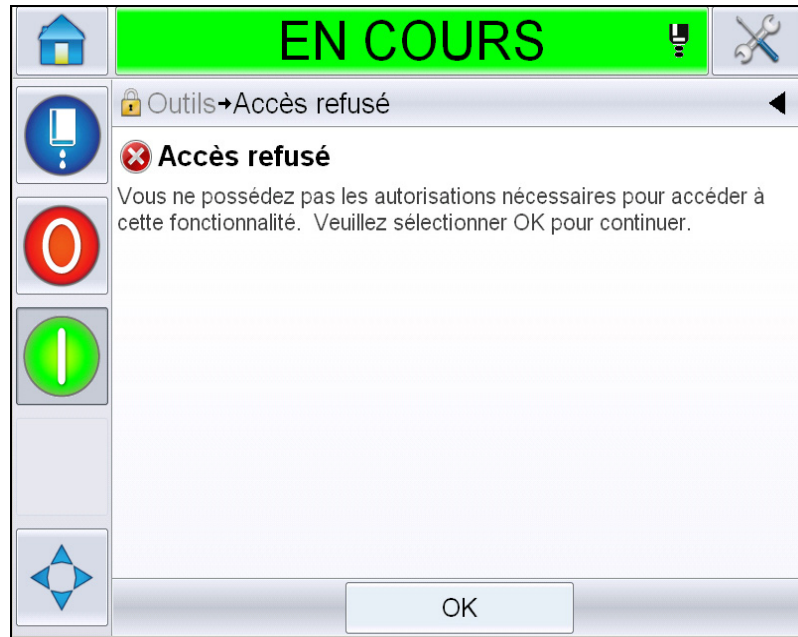 EN COURS
Outils→Accès refusé
Accès refusé
Vous ne possédez pas les autorisations nécessaires pour accéder à
cette fonctionnalité.  Veuillez sélectionner OK pour continuer.
OK